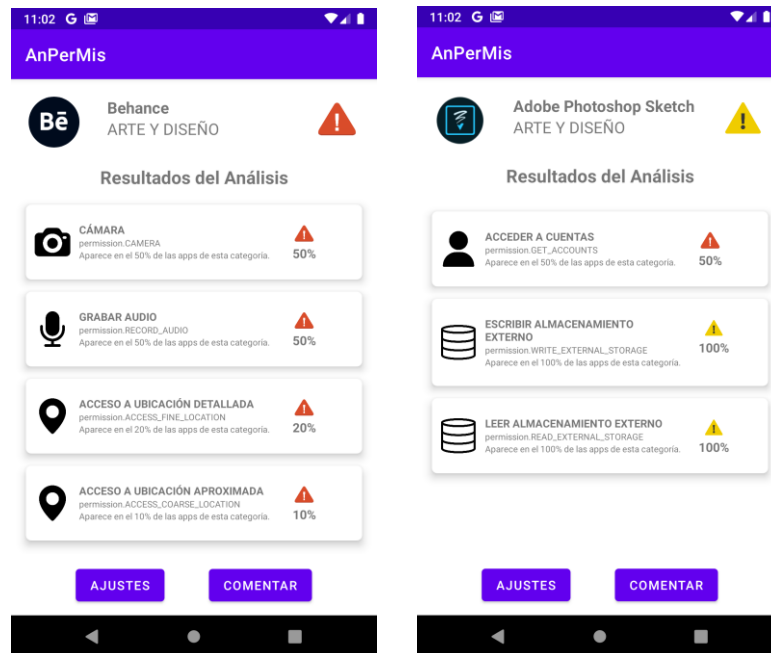 11:02 G
AnPerMis
Bē
Behance
ARTE Y DISEÑO
Resultados del Análisis
CÁMARA
permission.CAMERA
Aparece en el 50% de las apps de esta categoría.
50%
GRABAR AUDIO
permission.RECORD_AUDIO
Aparece en el 50% de las apps de esta categoría.
50%
ACCESO A UBICACIÓN DETALLADA
permission.ACCESS_FINE_LOCATION
Aparece en el 20% de las apps de esta categoría.
20%
ACCESO A UBICACIÓN APROXIMADA
permission.ACCESS_COARSE_LOCATION
Aparece en el 10% de las apps de esta categoría.
10%
AJUSTES
COMENTAR
11:02 G
AnPerMis
Adobe Photoshop Sketch
ARTE Y DISEÑO
Resultados del Análisis
ACCEDER A CUENTAS
permission.GET_ACCOUNTS
Aparece en el 50% de las apps de esta categoría.
50%
ESCRIBIR ALMACENAMIENTO
EXTERNO
permission.WRITE_EXTERNAL_STORAGE
Aparece en el 100% de las apps de esta categoría.
100%
LEER ALMACENAMIENTO EXTERNO
permission.READ_EXTERNAL_STORAGE
Aparece en el 100% de las apps de esta categoría.
100%
AJUSTES
COMENTAR